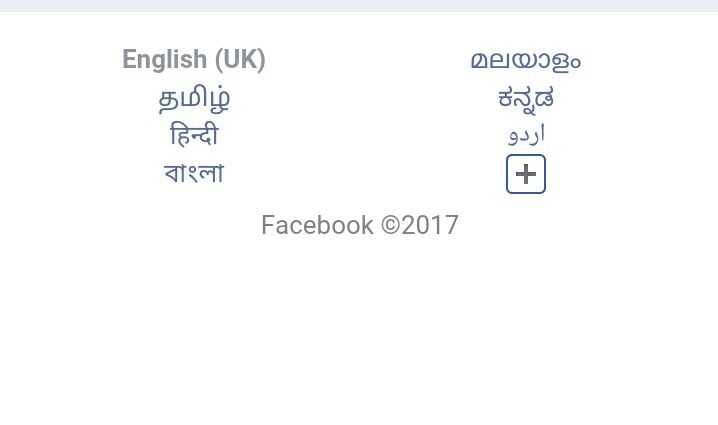 English (UK) മലയാളം
தமிழ் ಕನ್ನಡ
हिन्दी اردو
বাংলা
Facebook ©2017